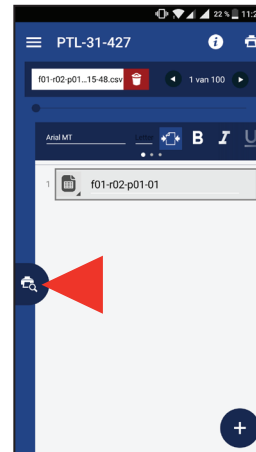 22 % 11:2
PTL-31-427
f01-r02-p01...15-48.csv 1 van 100
Arial MT B I U
1 f01-r02-p01-01